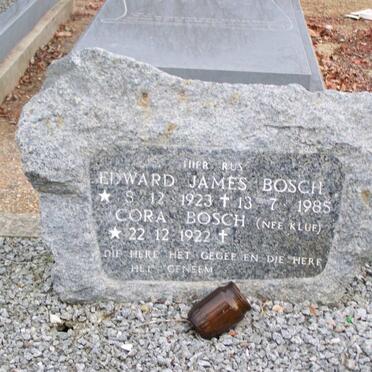 HIER RUS
EDWARD JAMES BOSCH
★ 5 12 1923 ✝ 13 7 1985
CORA BOSCH (NEE KLUE)
★ 22 12 1922 ✝
DIE HERE HET GEGEE EN DIE HERE
HET GENEEM